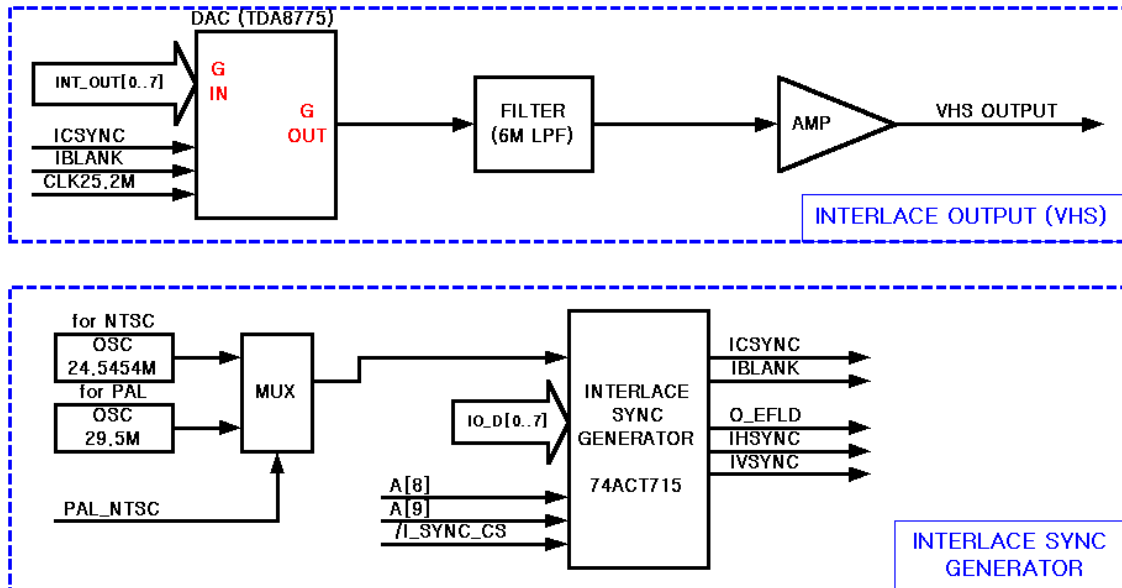 DAC (TDA8775)
INT_OUT[0..7]
G
IN
G
OUT
ICSYNC
IBLANK
CLK25.2M
FILTER
(6M LPF)
AMP
VHS OUTPUT
INTERLACE OUTPUT (VHS)
for NTSC
OSC
24.5454M
for PAL
OSC
29.5M
MUX
PAL_NTSC
IO_D[0..7]
A[8]
A[9]
/I_SYNC_CS
INTERLACE
SYNC
GENERATOR
74ACT715
ICSYNC
IBLANK
O_EFLD
IHSYNC
IVSYNC
INTERLACE SYNC
GENERATOR